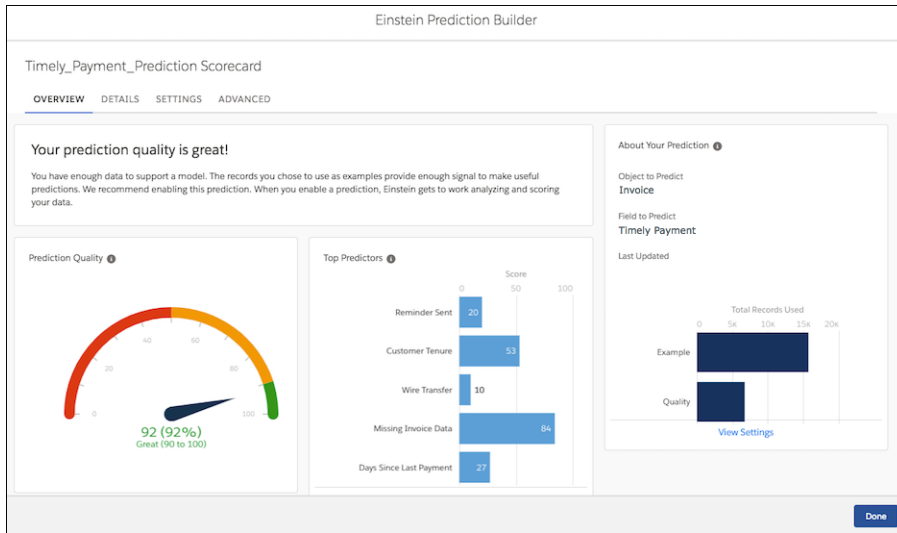 Einstein Prediction Builder
Timely_Payment_Prediction Scorecard
OVERVIEW DETAILS SETTINGS ADVANCED
Your prediction quality is great!
You have enough data to support a model. The records you chose to use as examples provide enough signal to make useful
predictions. We recommend enabling this prediction. When you enable a prediction, Einstein gets to work analyzing and scoring
your data.
Prediction Quality
0 20 40 60 80 100
92 (92%)
Great (90 to 100)
Top Predictors
Score
0 50 100
Reminder Sent 20
Customer Tenure 53
Wire Transfer 10
Missing Invoice Data 84
Days Since Last Payment 27
About Your Prediction
Object to Predict
Invoice
Field to Predict
Timely Payment
Last Updated
Total Records Used
0 5K 10K 15K 20K
Example
Quality
View Settings
Done